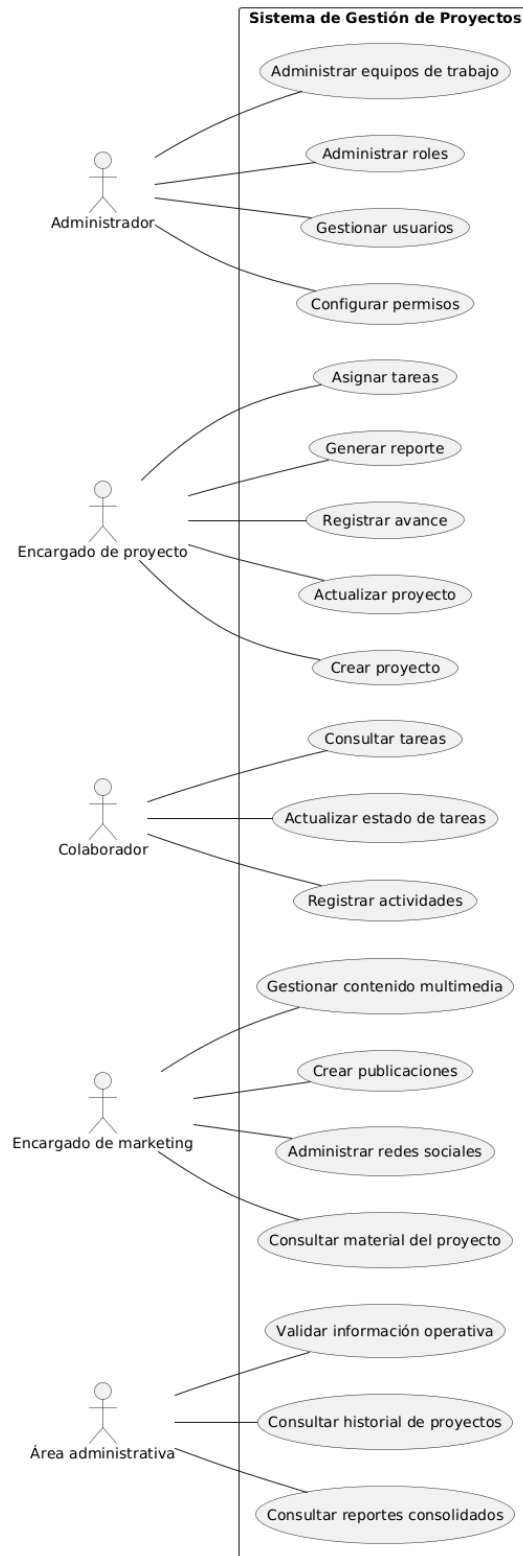 Sistema de Gestión de Proyectos
Administrar equipos de trabajo
Administrar roles
Administrador
Gestionar usuarios
Configurar permisos
Asignar tareas
Generar reporte
Registrar avance
Encargado de proyecto
Actualizar proyecto
Crear proyecto
Consultar tareas
Actualizar estado de tareas
Colaborador
Registrar actividades
Gestionar contenido multimedia
Crear publicaciones
Encargado de marketing
Administrar redes sociales
Consultar material del proyecto
Validar información operativa
Consultar historial de proyectos
Área administrativa
Consultar reportes consolidados